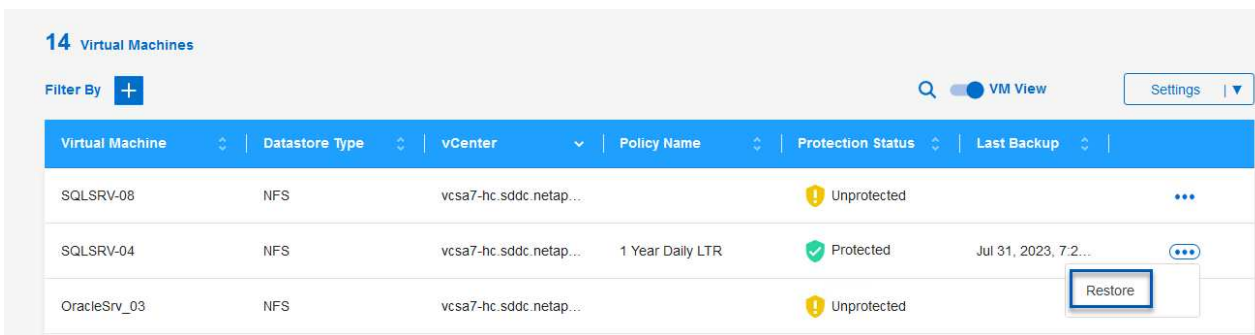 14 Virtual Machines
Filter By +
VM View
Settings | ▼
Virtual Machine Datastore Type vCenter Policy Name Protection Status Last Backup
SQLSRV-08 NFS vcsa7-hc.sddc.netap... Unprotected •••
SQLSRV-04 NFS vcsa7-hc.sddc.netap... 1 Year Daily LTR Protected Jul 31, 2023, 7:2... •••
Restore
OracleSrv_03 NFS vcsa7-hc.sddc.netap... Unprotected